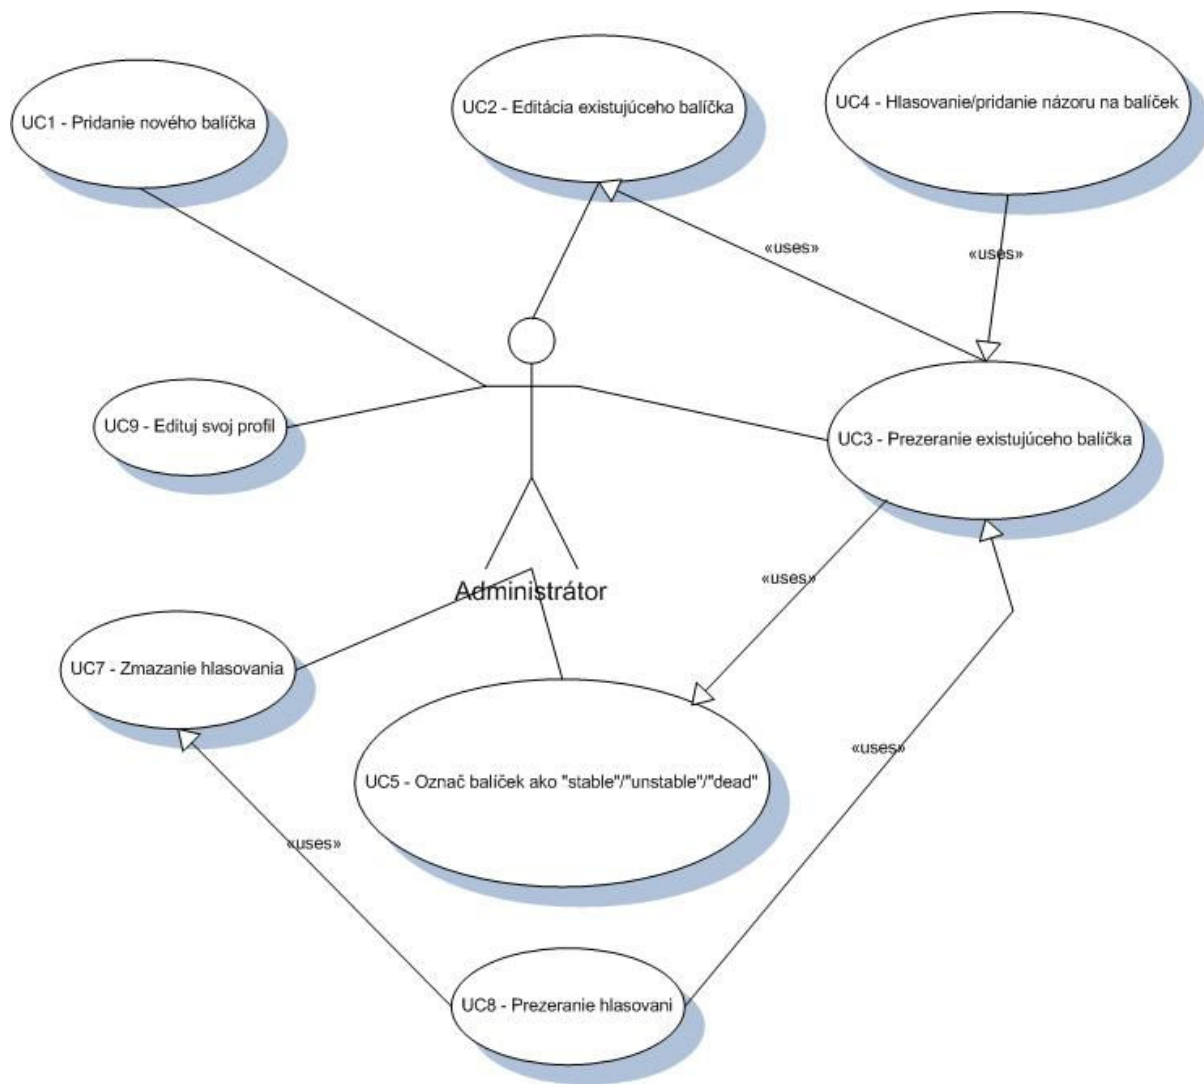 UC4 - Hlasovanie/pridanie názoru na balíček
UC2 - Editácia existujúceho balíčka
UC1 - Pridanie nového balíčka
«uses»
«uses»
UC9 - Edituj svoj profil
UC3 - Prezeranie existujúceho balíčka
«uses»
Administrátor
UC7 - Zmazanie hlasovania
«uses»
UC5 - Označ balíček ako "stable"/"unstable"/"dead"
«uses»
UC8 - Prezeranie hlasovani